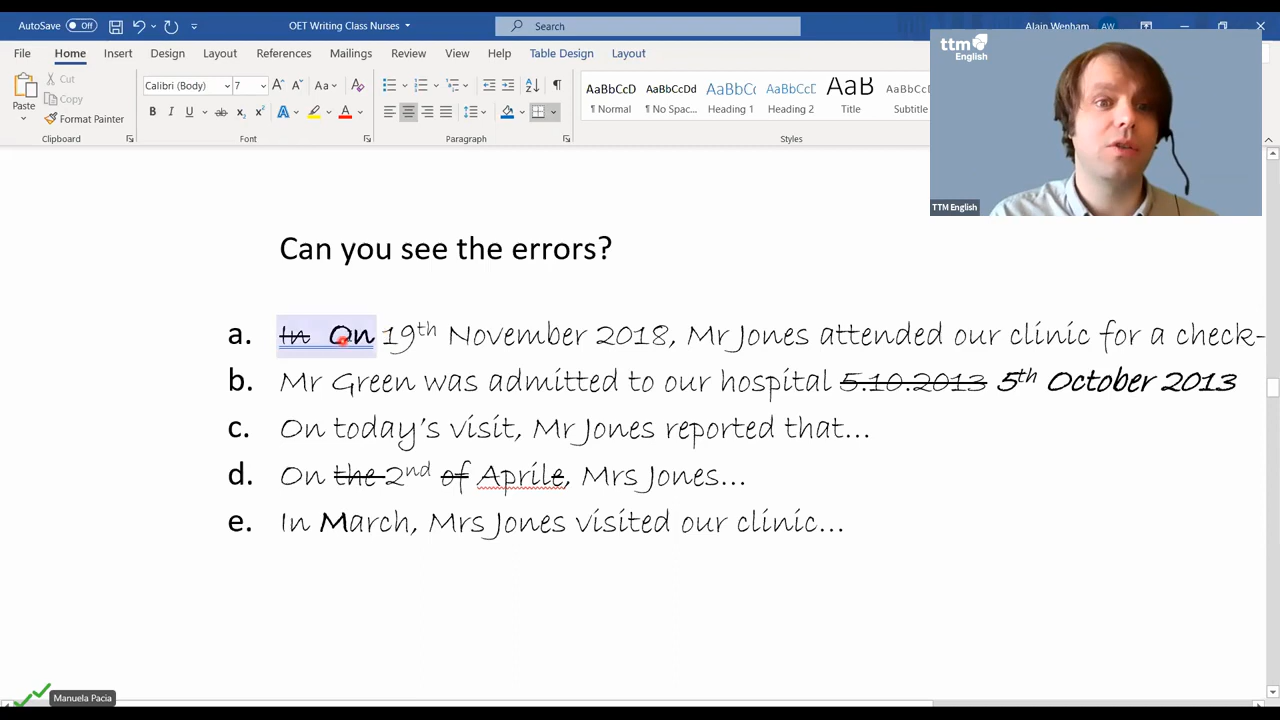 AutoSave Off OET Writing Class Nurses Search Alain Wenham AW
File Home Insert Design Layout References Mailings Review View Help Table Design Layout
ttm English
Cut
Copy
Format Painter
Paste
Calibri (Body) 7
AaBbCcD AaBbCcDd AaBbCc AaBbCcD AaB AaBbCcD
¶ Normal ¶ No Spac... Heading 1 Heading 2 Title Subtitle
Clipboard Font Paragraph Styles
TTM English
Can you see the errors?
a. In On 19th November 2018, Mr Jones attended our clinic for a check-
b. Mr Green was admitted to our hospital 5.10.2013 5th October 2013
c. On today's visit, Mr Jones reported that...
d. On the 2nd of Aprile, Mrs Jones...
e. In March, Mrs Jones visited our clinic...
Manuela Pacia